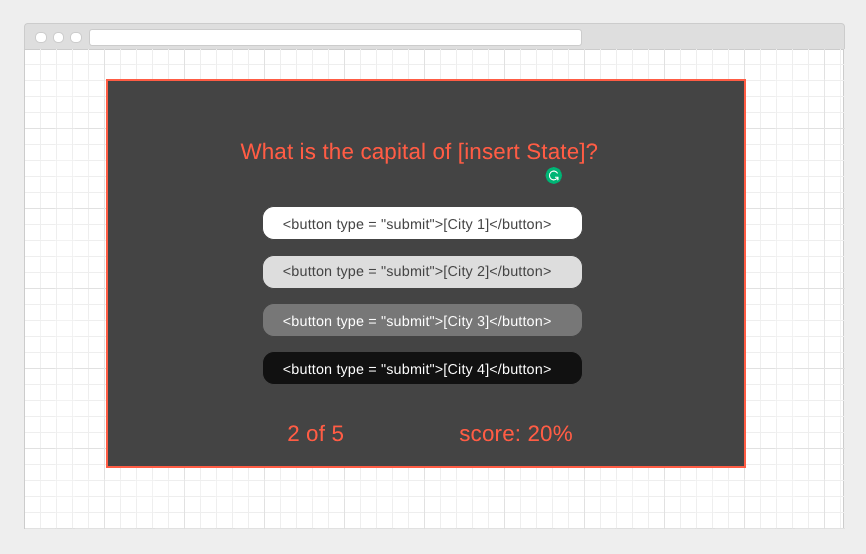 What is the capital of [insert State]?
<button type = "submit">[City 1]</button>
<button type = "submit">[City 2]</button>
<button type = "submit">[City 3]</button>
<button type = "submit">[City 4]</button>
2 of 5 score: 20%